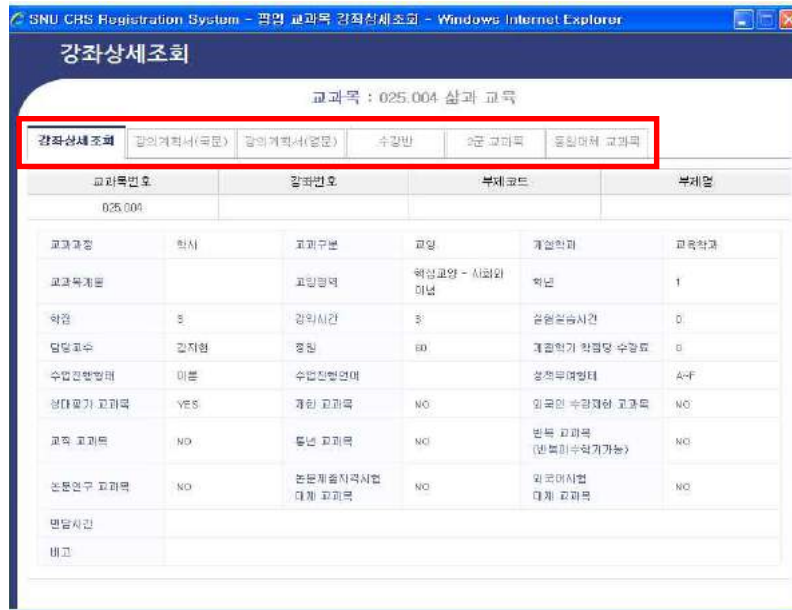 SNU CRS Registration System - 팝업 교과목 강좌상세조회 - Windows Internet Explorer
강좌상세조회
교과목 : 025.004 삶과 교육
강좌상세조회 강의계획서(국문) 강의계획서(영문) 수강반 2군 교과목 동일대체 교과목
교과목번호 강좌번호 부제코드 부제명
025.004
교과과정 학사 교과구분 교양 개설학과 교육학과
교과목계통 교양영역 핵심교양 - 사회와 이념 학년 1
학점 3 강의시간 3 실험실습시간 0
담당교수 정원 60 계절학기 학점당 수강료 0
수업진행형태 이론 수업진행언어 성적부여형태 A~F
상대평가 교과목 YES 제한 교과목 NO 외국인 수강제한 교과목 NO
교직 교과목 NO 통년 교과목 NO 반복 교과목 NO
논문연구 교과목 NO 논문제출자격시험 대체 교과목 NO 외국어시험 대체 교과목 NO
면담시간
비고